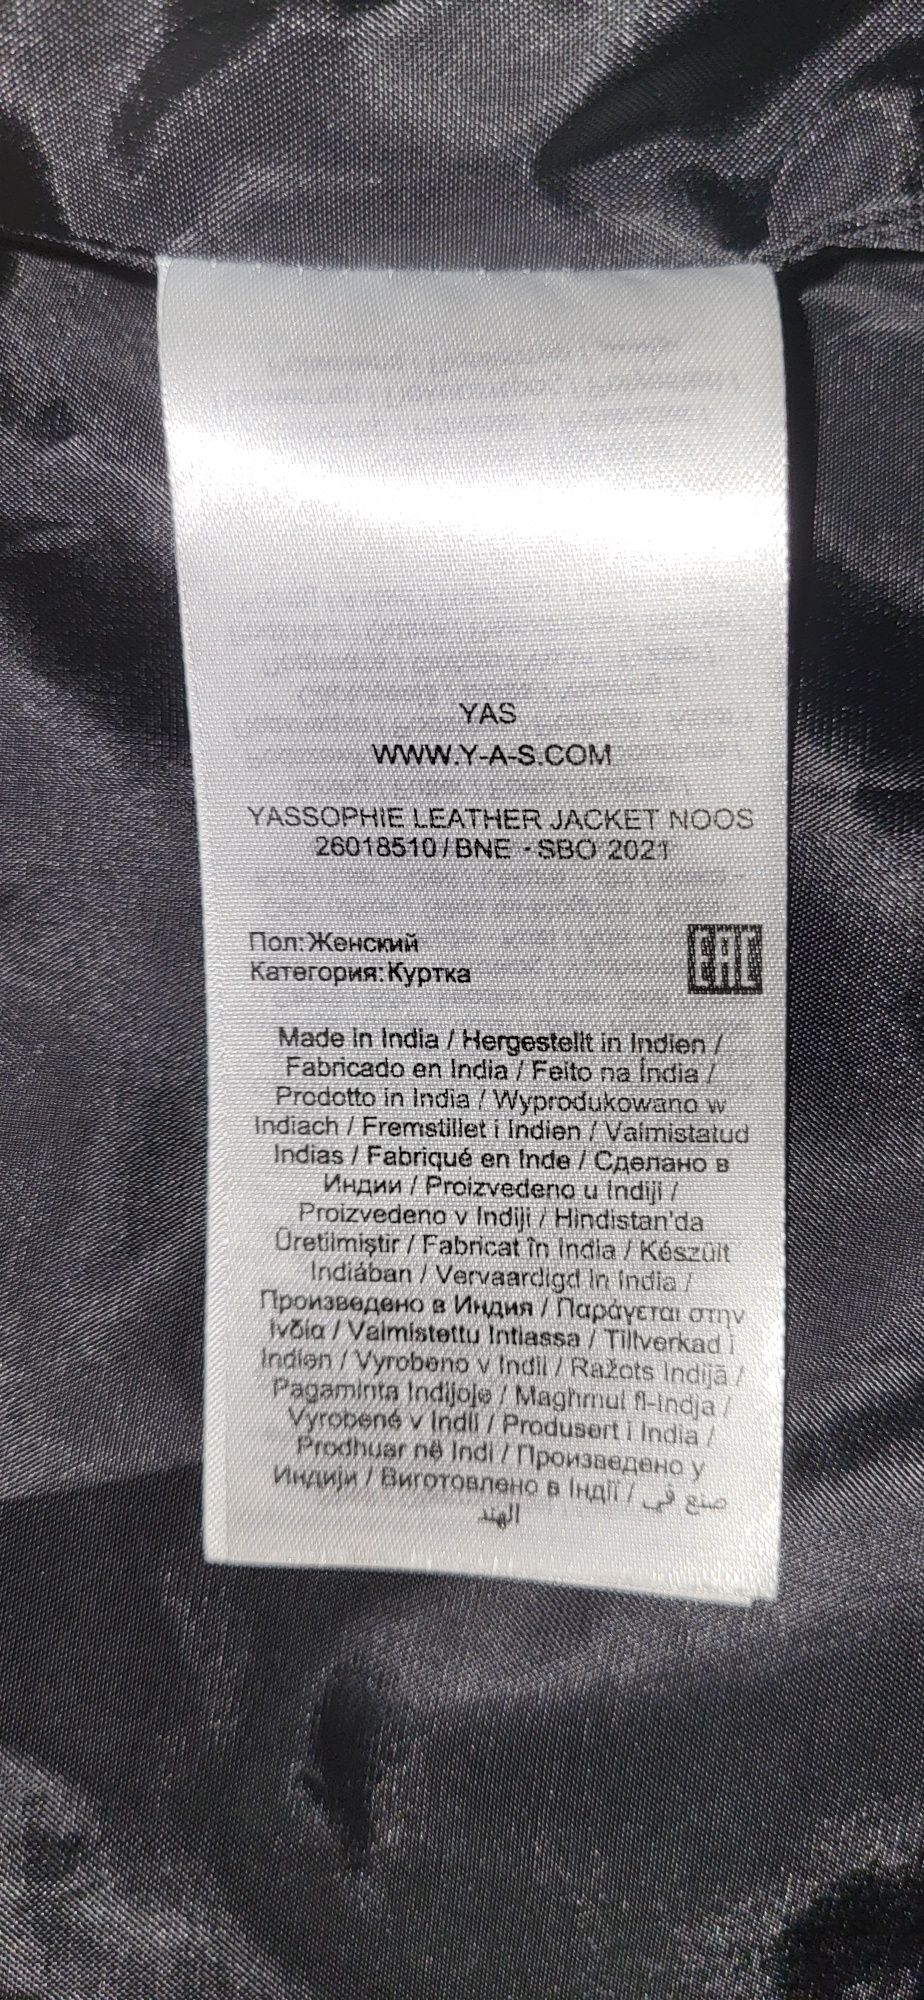 YAS
WWW.Y-A-S.COM
YASSOPHIE LEATHER JACKET NOOS
26018510/BNE - SBO 2021
Пол:Женский
Категория:Куртка
EAC
Made in India / Hergestellt in Indien /
Fabricado en India / Feito na Índia /
Prodotto in India / Wyprodukowano w
Indiach / Fremstillet i Indien / Valmistatud
Indias / Fabriqué en Inde / Сделано в
Индии / Proizvedeno u Indiji /
Proizvedeno v Indiji / Hindistan'da
Üretilmiştir / Fabricat în India / Készült
Indiában / Vervaardigd in India /
Произведено в Индия / Παράγεται στην
Ινδία / Valmistettu Intiassa / Tillverkad i
Indien / Vyrobeno v Indii / Ražots Indijā /
Pagaminta Indijoje / Maghmul fl-Indja /
Vyrobené v Indii / Produsert i India /
Prodhuar në Indi / Произведено у
Индији / Виготовлено в Індії / صنع في
الهند